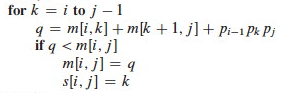 for k = i to j – 1
q = m[i, k] + m[k + 1, j] + pᵢ₋₁ pₖ pⱼ
if q < m[i, j]
m[i, j] = q
s[i, j] = k